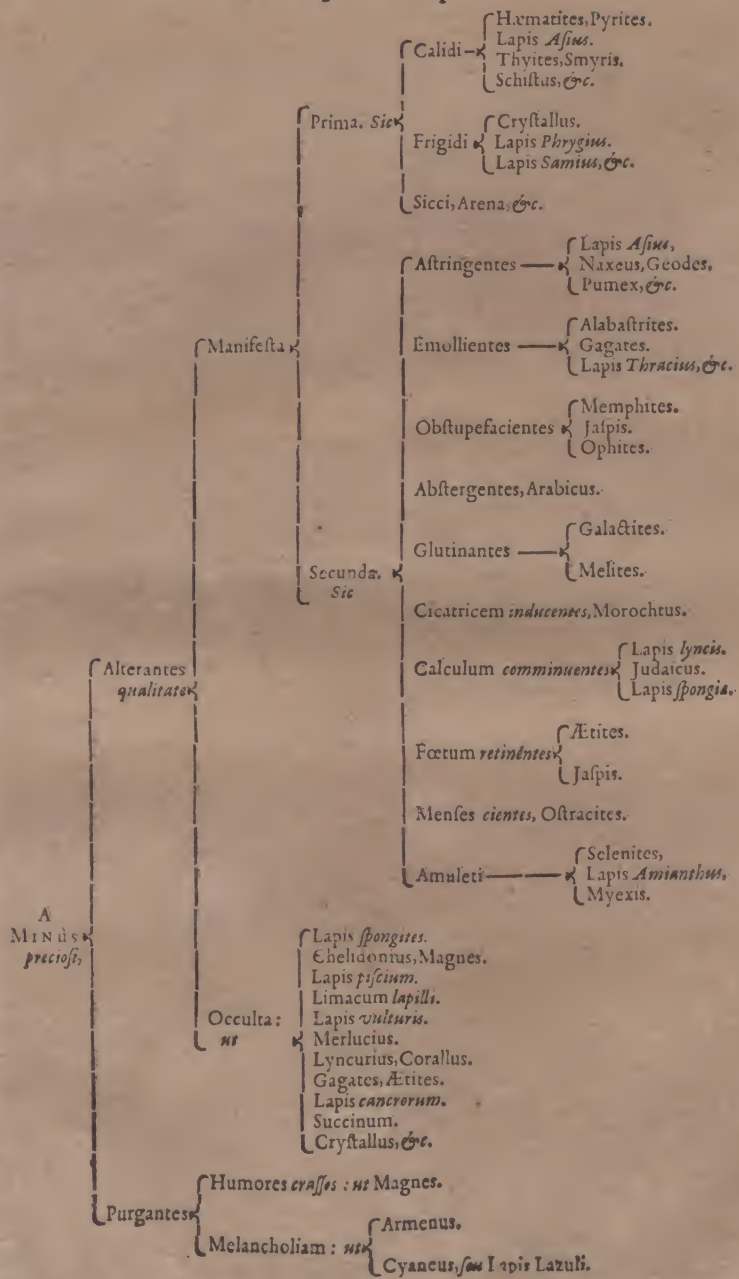 Hæmatites, Pyrites.
Calidi
Lapis Aſius.
Thyites, Smyris.
Schiſtus, &c.
Prima. Sic
Cryſtallus.
Frigidi
Lapis Phrygius.
Lapis Samius, &c.
Sicci, Arena, &c.
Lapis Aſius,
Aſtringentes
Naxeus, Geodes,
Pumex, &c.
Manifeſta
Alabaſtrites.
Emollientes
Gagates.
Lapis Thracius, &c.
Memphites.
Obſtupefacientes
Jaſpis.
Ophites.
Abſtergentes, Arabicus.
Galactites.
Glutinantes
Melites.
Secundæ.
Sic
Cicatricem inducentes, Morochtus.
Lapis lyncis.
Alterantes
qualitate
Calculum comminuentes
Judaicus.
Lapis ſpongiæ.
Ætites.
Fœtum retinéntes
Jaſpis.
Menſes cientes, Oſtracites.
Selenites,
Amuleti
Lapis Amianthus,
Myexis.
A
MINùs
precioſi,
Lapis ſpongites.
Chelidonius, Magnes.
Lapis piſcium.
Limacum lapilli.
Occulta:
ut
Lapis vulturis.
Merlucius.
Lyncurius, Corallus.
Gagates, Ætites.
Lapis cancrorum.
Succinum.
Cryſtallus, &c.
Humores craſſos : ut Magnes.
Purgantes
Armenus.
Melancholiam : ut
Cyaneus, ſeu Lapis Lazuli.